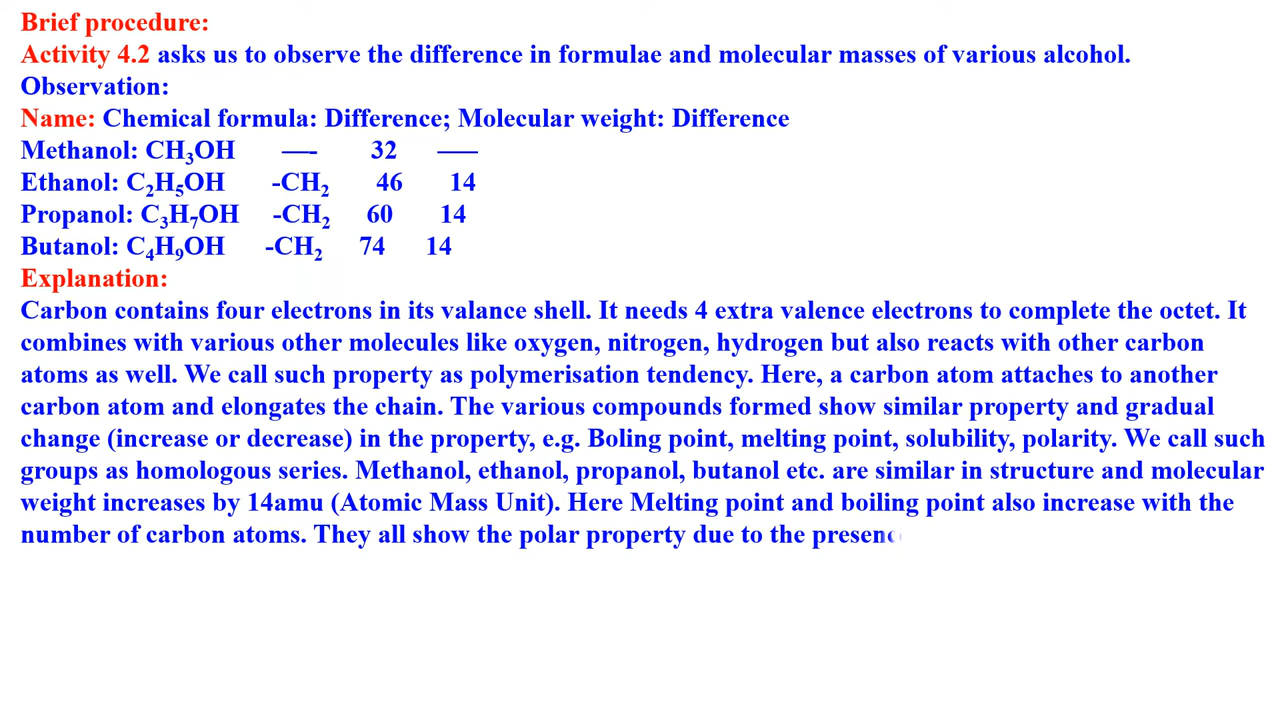 Brief procedure:
Activity 4.2 asks us to observe the difference in formulae and molecular masses of various alcohol.
Observation:
Name: Chemical formula: Difference; Molecular weight: Difference
Methanol: CH₃OH —- 32 ——
Ethanol: C₂H₅OH -CH₂ 46 14
Propanol: C₃H₇OH -CH₂ 60 14
Butanol: C₄H₉OH -CH₂ 74 14
Explanation:
Carbon contains four electrons in its valance shell. It needs 4 extra valence electrons to complete the octet. It
combines with various other molecules like oxygen, nitrogen, hydrogen but also reacts with other carbon
atoms as well. We call such property as polymerisation tendency. Here, a carbon atom attaches to another
carbon atom and elongates the chain. The various compounds formed show similar property and gradual
change (increase or decrease) in the property, e.g. Boling point, melting point, solubility, polarity. We call such
groups as homologous series. Methanol, ethanol, propanol, butanol etc. are similar in structure and molecular
weight increases by 14amu (Atomic Mass Unit). Here Melting point and boiling point also increase with the
number of carbon atoms. They all show the polar property due to the